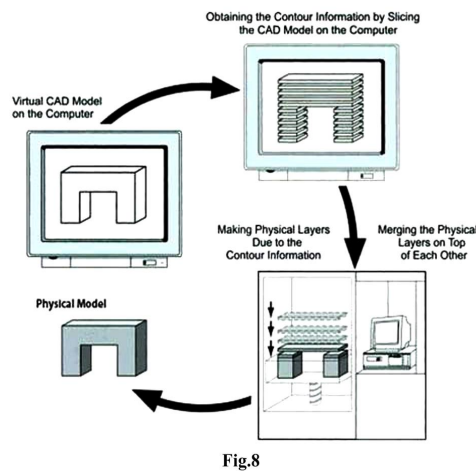 Obtaining the Contour Information by Slicing
the CAD Model on the Computer
Virtual CAD Model
on the Computer
Making Physical Layers
Due to the
Contour Information
Merging the Physical
Layers on Top
of Each Other
Physical Model
Fig.8